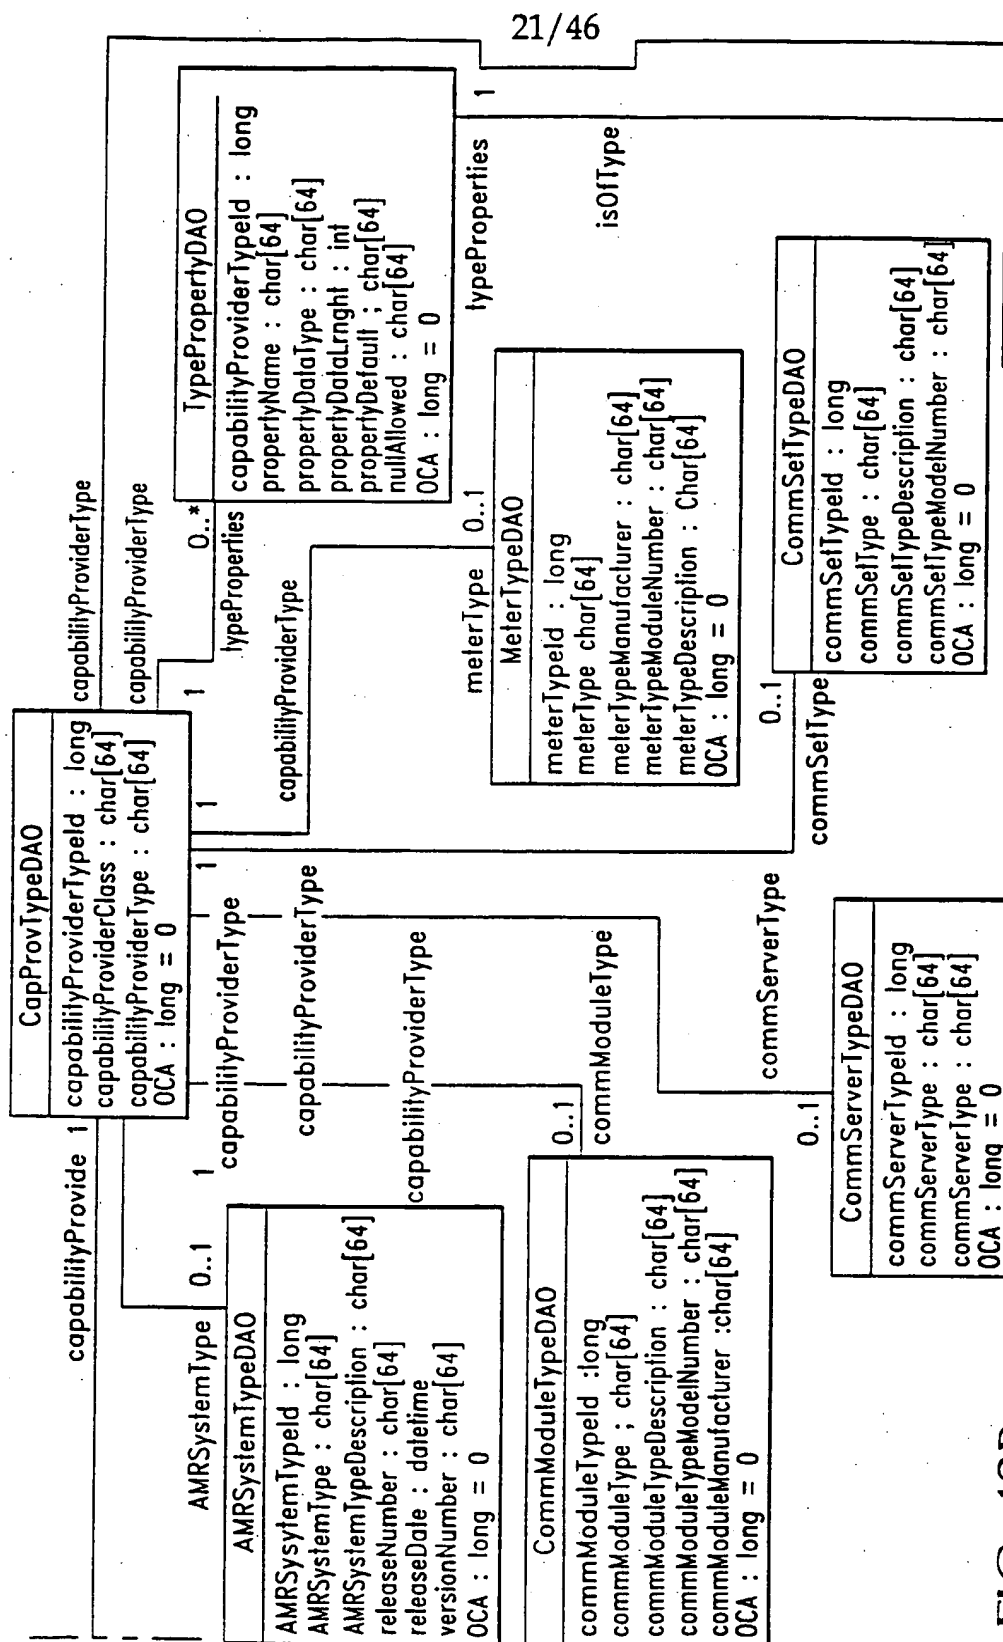 21/46
capabilityProvide 1
capabilityProviderType
capabilityProviderType
CapProvTypeDAO
capabilityProviderTypeId : long
capabilityProviderClass : char[64]
capabilityProviderType : char[64]
OCA : long = 0
TypePropertyDAO
capabilityProviderTypeId : long
propertyName : char[64]
propertyDataType : char[64]
propertyDataLrnght : int
propertyDefault ; char[64]
nullAllowed : char[64]
OCA : long = 0
0..*
typeProperties
1
typeProperties
1
isOfType
AMRSystemType
0..1
1
capabilityProviderType
AMRSystemTypeDAO
AMRSysytemTypeId : long
AMRSystemType : char[64]
AMRSystemTypeDescription : char[64]
releaseNumber : char[64]
releaseDate : datetime
versionNumber : char[64]
OCA : long = 0
capabilityProviderType
capabilityProviderType
1
1
capabilityProviderType
meterType
0..1
MeterTypeDAO
meterTypeId : long
meterType char[64]
meterTypeManufacturer : char[64]
meterTypeModuleNumber : char[64]
meterTypeDescription : Char[64]
OCA : long = 0
0..1
commModuleType
CommModuleTypeDAO
commModuleTypeId :long
commModuleType ; char[64]
commModuleTypeDescription : char[64]
commModuleTypeModelNumber : char[64]
commModuleManufacturer :char[64]
OCA : long = 0
0..1
commSetType
CommSetTypeDAO
commSetTypeId : long
commSetType : char[64]
commSetTypeDescription : char[64]
commSetTypeModelNumber : char[64]
OCA : long = 0
commServerType
0..1
CommServerTypeDAO
commServerTypeId : long
commServerType : char[64]
commServerType : char[64]
OCA : long = 0